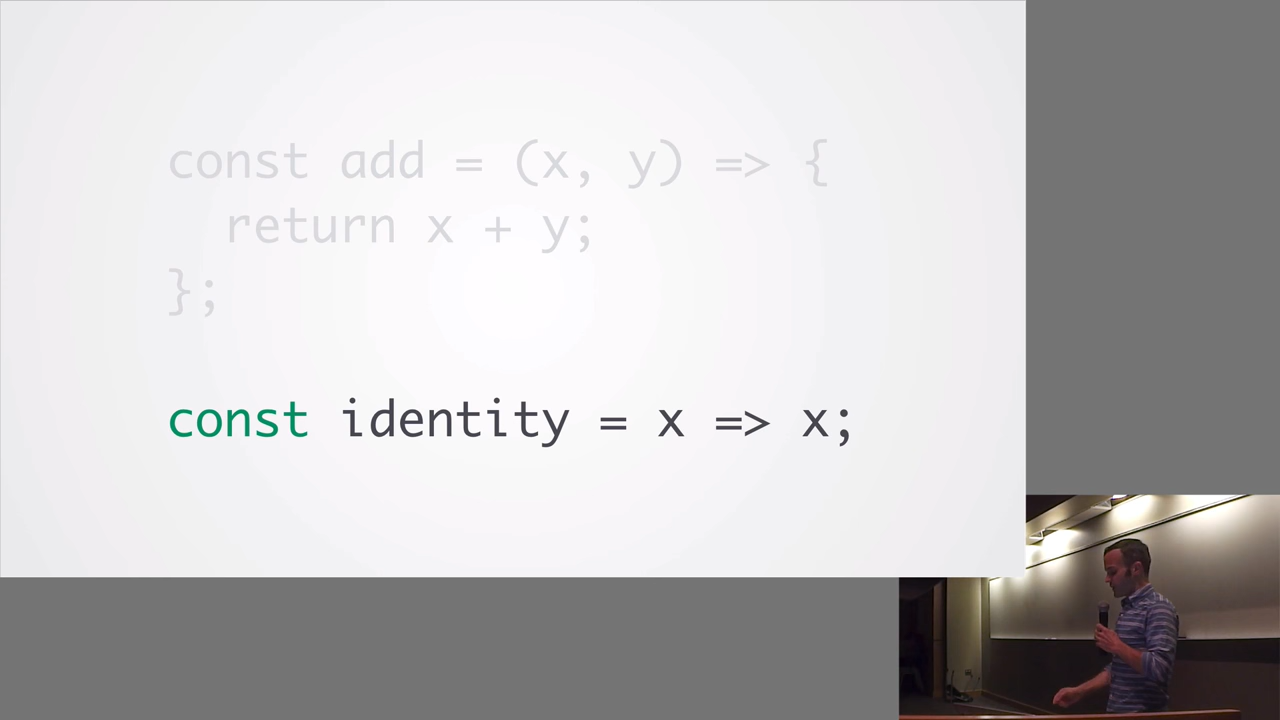 const add = (x, y) => {
  return x + y;
};
const identity = x => x;